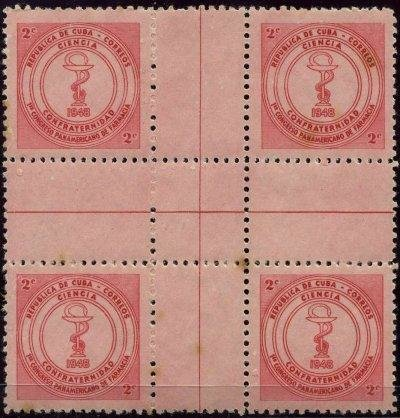 2c
REPUBLICA DE CUBA - CORREOS
CIENCIA
1948
CONFRATERNIDAD
1er CONGRESO PANAMERICANO DE FARMACIA
2c
2c
REPUBLICA DE CUBA - CORREOS
CIENCIA
1948
CONFRATERNIDAD
1er CONGRESO PANAMERICANO DE FARMACIA
2c
2c
REPUBLICA DE CUBA - CORREOS
CIENCIA
1948
CONFRATERNIDAD
1er CONGRESO PANAMERICANO DE FARMACIA
2c
2c
REPUBLICA DE CUBA - CORREOS
CIENCIA
1948
CONFRATERNIDAD
1er CONGRESO PANAMERICANO DE FARMACIA
2c